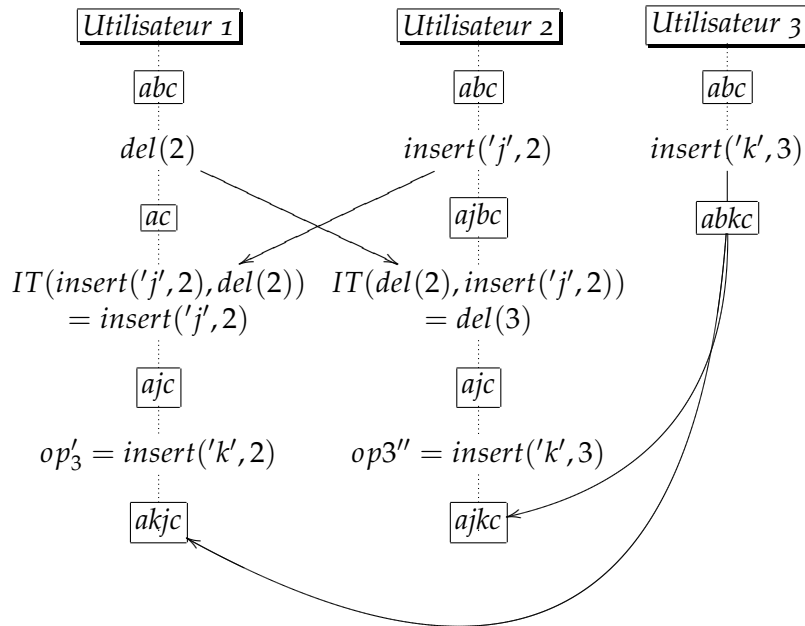 Utilisateur 1 Utilisateur 2 Utilisateur 3
abc abc abc
del(2) insert('j',2) insert('k',3)
ac ajbc abkc
IT(insert('j',2),del(2)) IT(del(2),insert('j',2))
= insert('j',2) = del(3)
ajc ajc
op'₃ = insert('k',2) op3'' = insert('k',3)
akjc ajkc